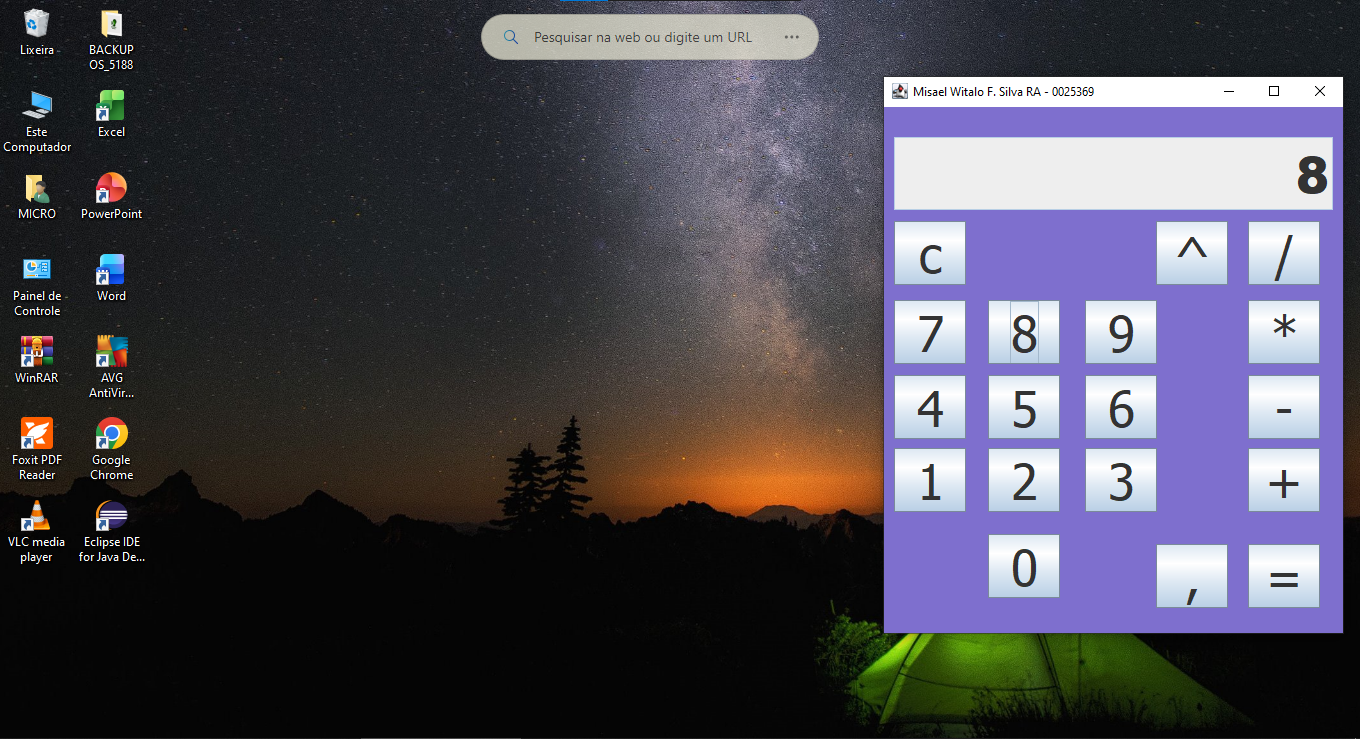 Lixeira
BACKUP
OS_5188
Este
Computador
Excel
MICRO
PowerPoint
Painel de
Controle
Word
WinRAR
AVG
AntiVir...
Foxit PDF
Reader
Google
Chrome
VLC media
player
Eclipse IDE
for Java De...
Pesquisar na web ou digite um URL
Misael Witalo F. Silva RA - 0025369
8
c ^ /
7 8 9 *
4 5 6 -
1 2 3 +
0 , =